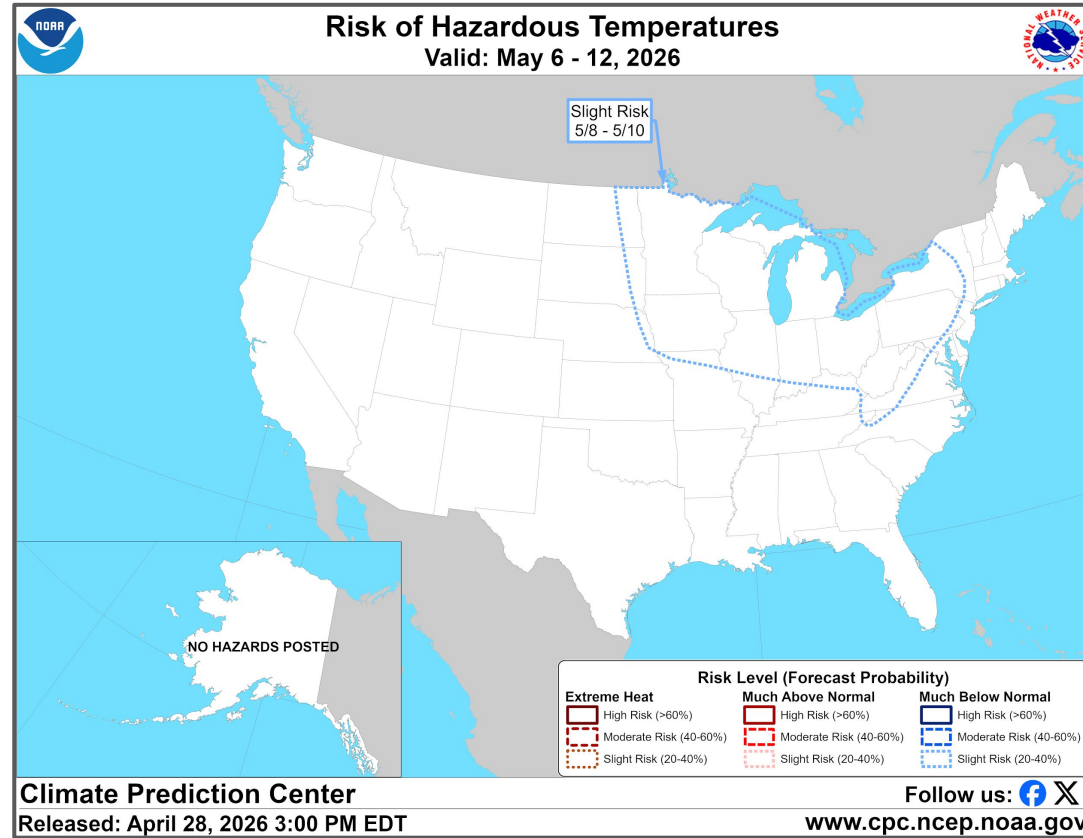 NOAA
Risk of Hazardous Temperatures
Valid: May 6 - 12, 2026
NATIONAL WEATHER SERVICE
Slight Risk
5/8 - 5/10
NO HAZARDS POSTED
Risk Level (Forecast Probability)
Extreme Heat
High Risk (>60%)
Moderate Risk (40-60%)
Slight Risk (20-40%)
Much Above Normal
High Risk (>60%)
Moderate Risk (40-60%)
Slight Risk (20-40%)
Much Below Normal
High Risk (>60%)
Moderate Risk (40-60%)
Slight Risk (20-40%)
Climate Prediction Center
Follow us:
Released: April 28, 2026 3:00 PM EDT
www.cpc.ncep.noaa.gov